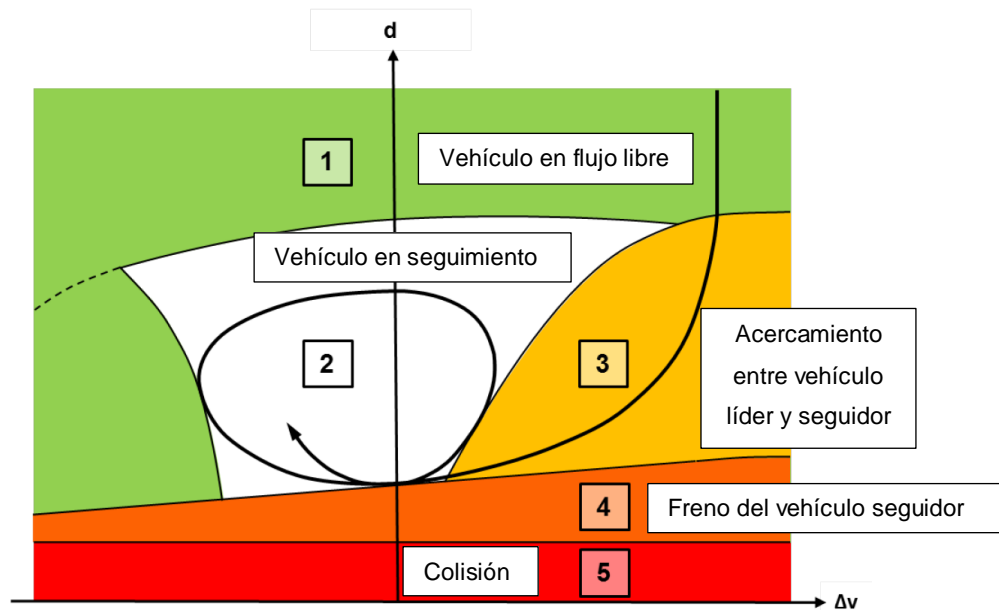 d
1
Vehículo en flujo libre
Vehículo en seguimiento
2
3
Acercamiento
entre vehículo
líder y seguidor
4
Freno del vehículo seguidor
Colisión
5
Δv